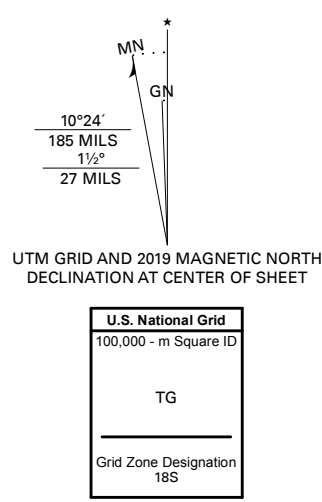 ★
MN
GN
10°24´
185 MILS
1½°
27 MILS
UTM GRID AND 2019 MAGNETIC NORTH
DECLINATION AT CENTER OF SHEET
U.S. National Grid
100,000 - m Square ID
TG
Grid Zone Designation
18S